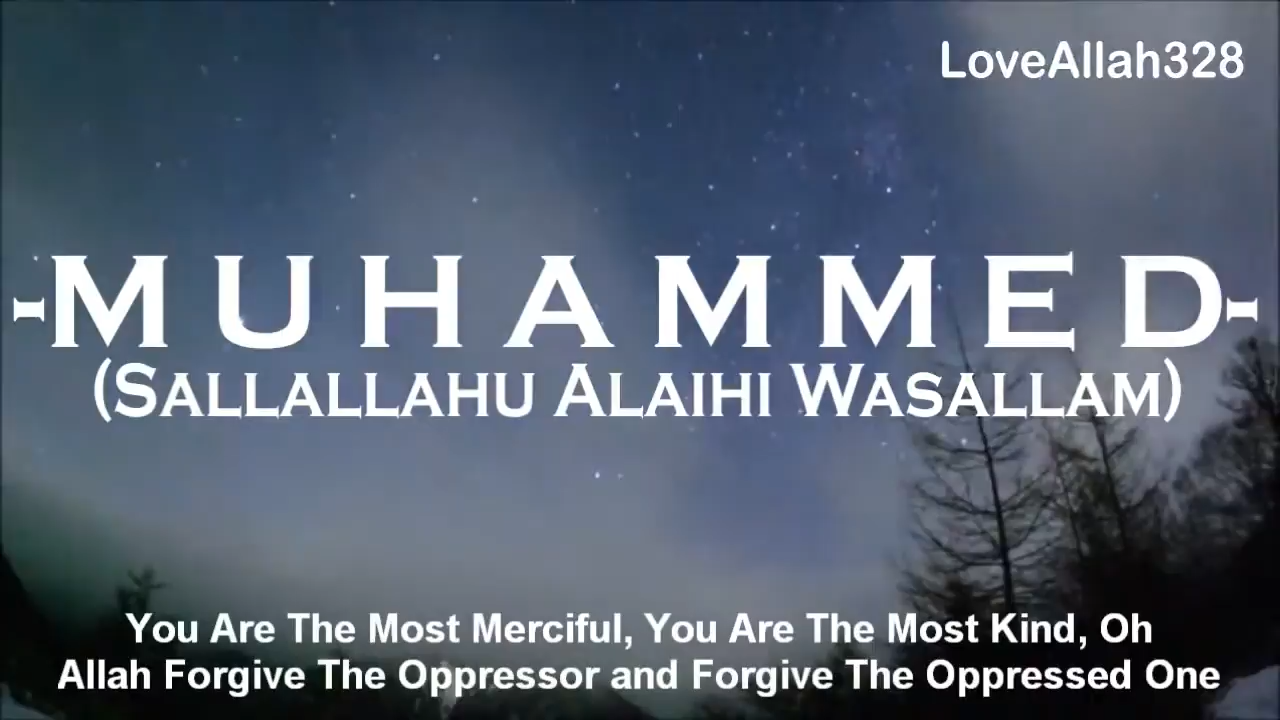 LoveAllah328
-MUHAMMED-
(Sallallahu Alaihi Wasallam)
You Are The Most Merciful, You Are The Most Kind, Oh
Allah Forgive The Oppressor and Forgive The Oppressed One